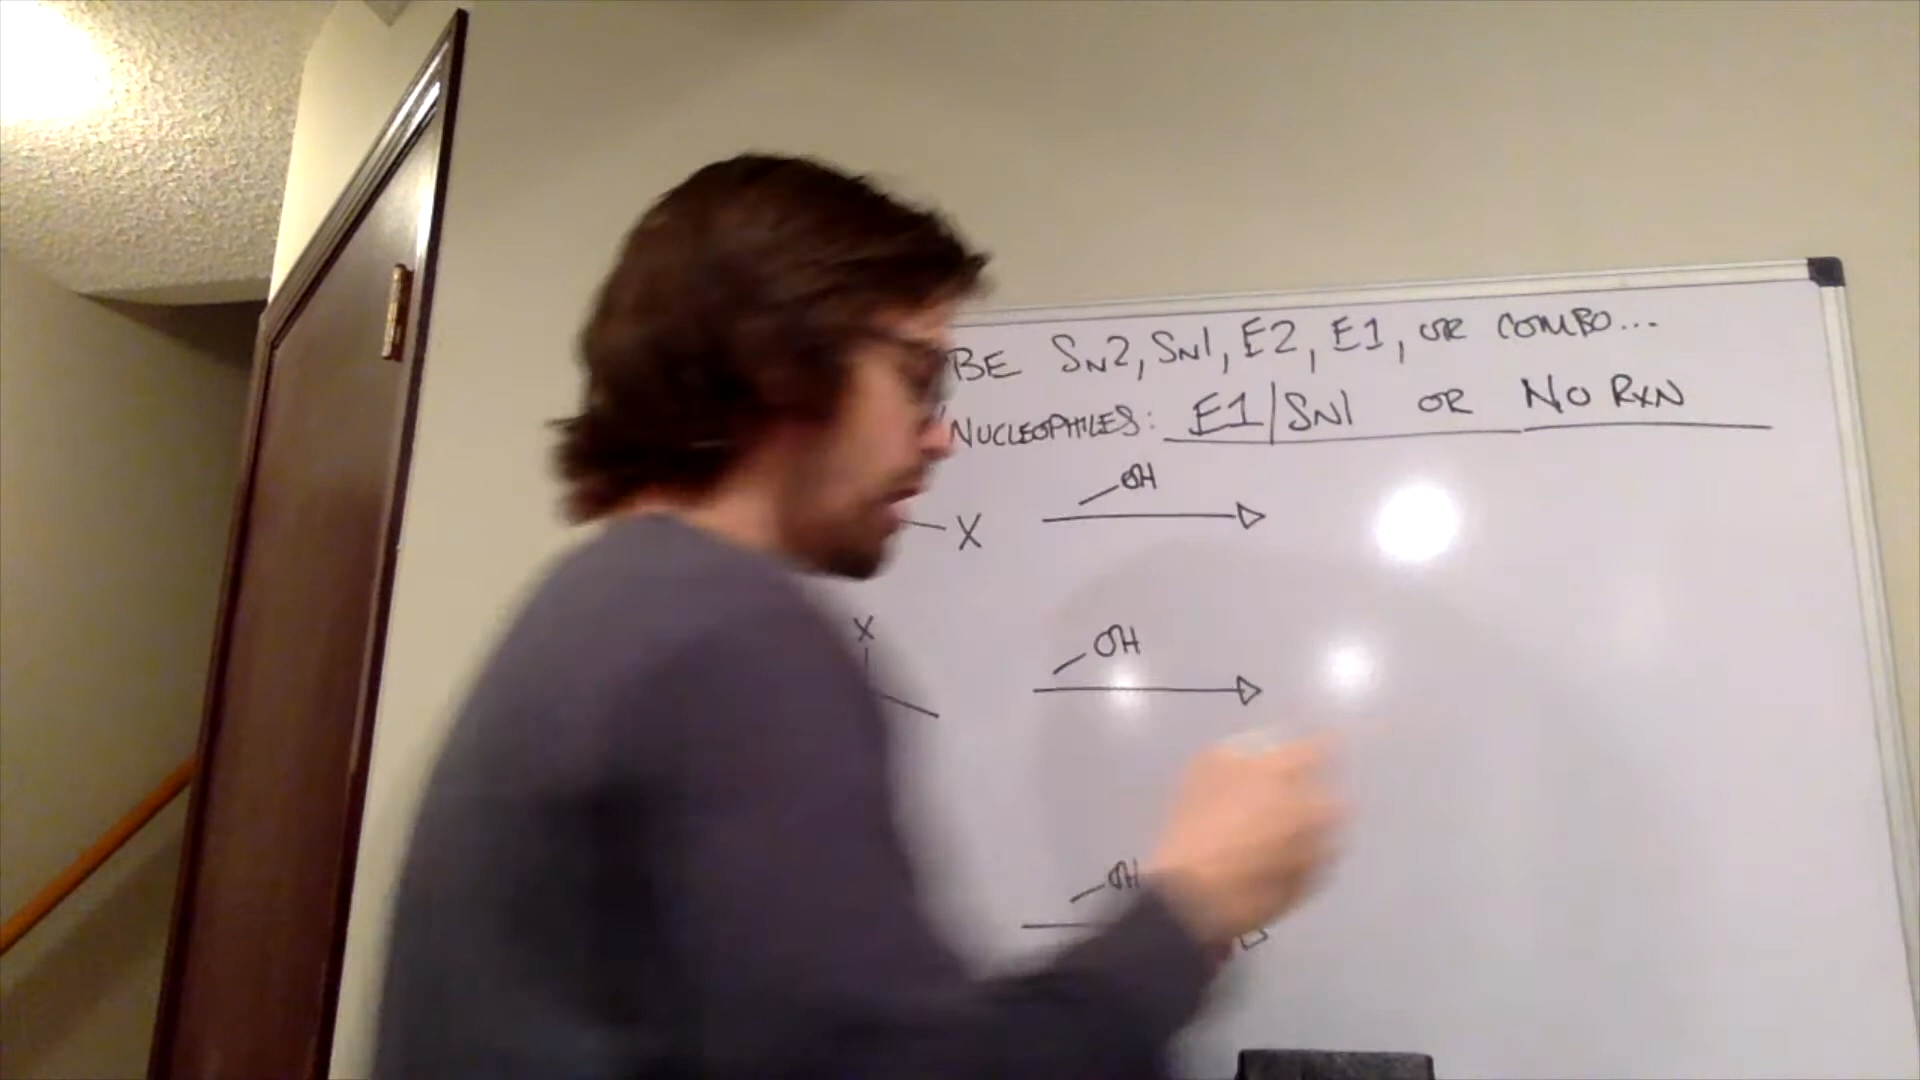 BE SN2, SN1, E2, E1, OR COMBO...
NUCLEOPHILES: E1/SN1 OR NO RXN
OH
X
X
OH
OH